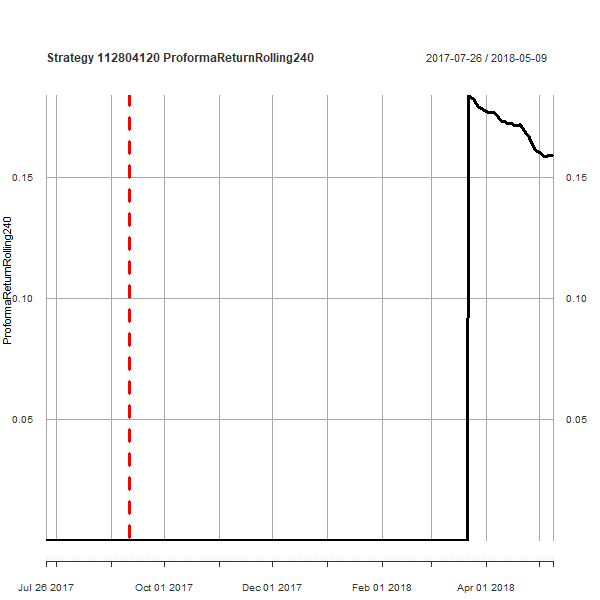 Strategy 112804120 ProformaReturnRolling240
2017-07-26 / 2018-05-09
ProformaReturnRolling240
0.15
0.15
0.10
0.10
0.05
0.05
Jul 26 2017
Oct 01 2017
Dec 01 2017
Feb 01 2018
Apr 01 2018